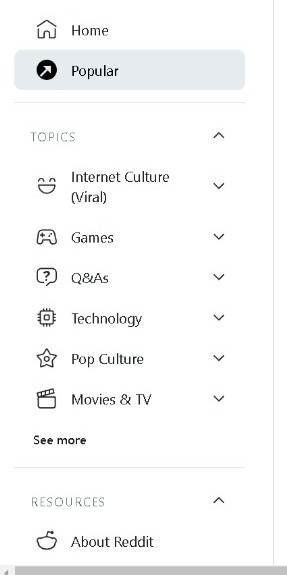 Home
Popular
TOPICS
Internet Culture
(Viral)
Games
Q&As
Technology
Pop Culture
Movies & TV
See more
RESOURCES
About Reddit